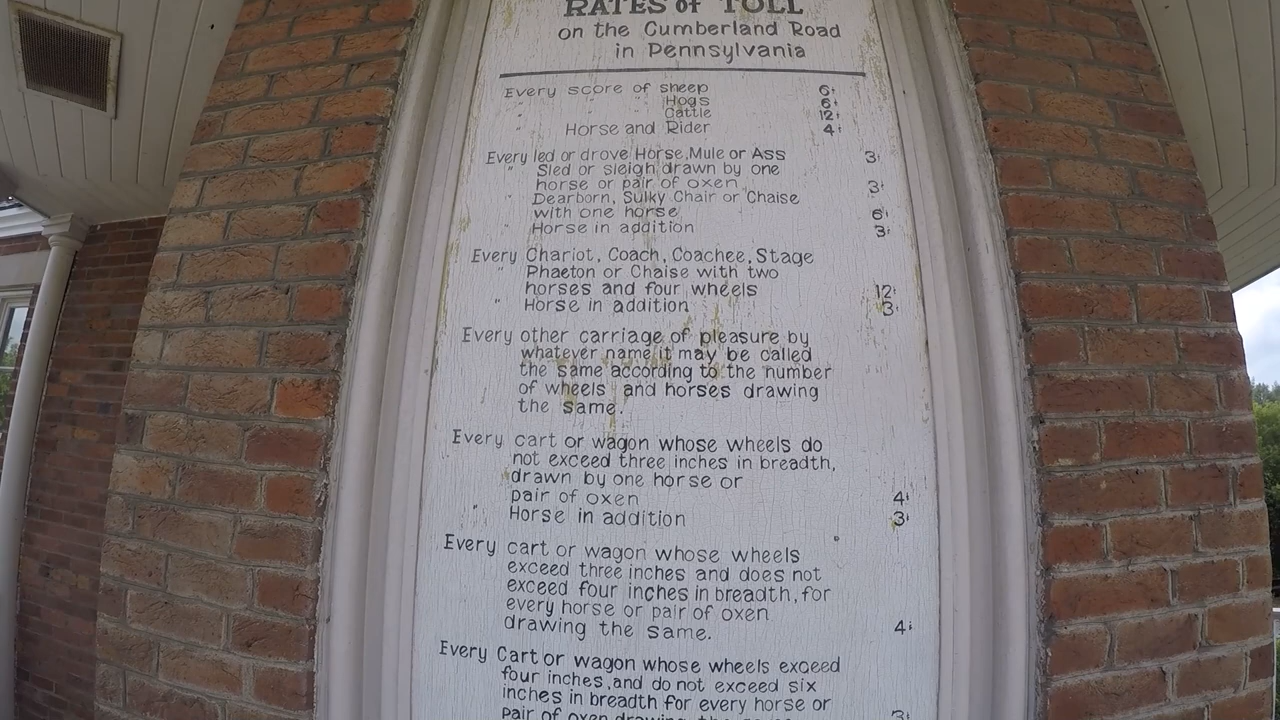 RATES of TOLL
on the Cumberland Road
in Pennsylvania
Every score of sheep 6¢
" " Hogs 6¢
" " Cattle 12¢
" Horse and Rider 4¢
Every led or drove Horse, Mule or Ass 3¢
" Sled or sleigh drawn by one
horse or pair of oxen 3¢
" Dearborn, Sulky Chair or Chaise
with one horse 6¢
" Horse in addition 3¢
Every Chariot, Coach, Coachee, Stage
" Phaeton or Chaise with two
horses and four wheels 12¢
" Horse in addition 3¢
Every other carriage of pleasure by
whatever name it may be called
the same according to the number
of wheels and horses drawing
the same.
Every cart or wagon whose wheels do
not exceed three inches in breadth,
drawn by one horse or
pair of oxen 4¢
" Horse in addition 3¢
Every cart or wagon whose wheels
exceed three inches and does not
exceed four inches in breadth, for
every horse or pair of oxen
drawing the same. 4¢
Every Cart or wagon whose wheels exceed
four inches, and do not exceed six
inches in breadth for every horse or
pair of oxen drawing the same. 3¢